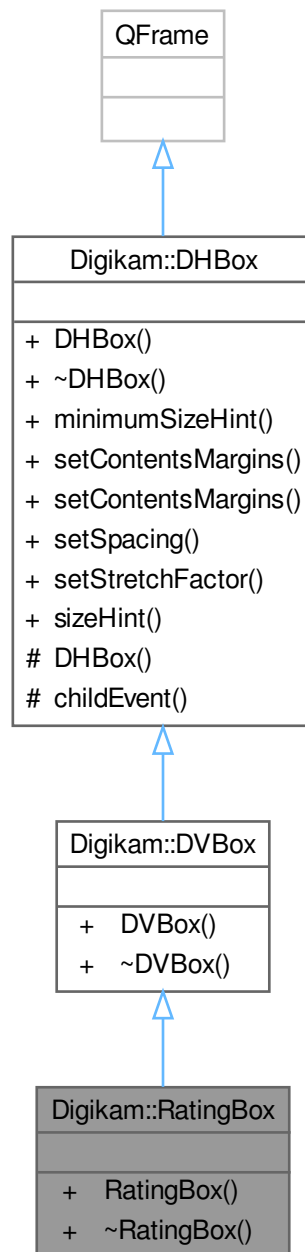 QFrame
Digikam::DHBox
+ DHBox()
+ ~DHBox()
+ minimumSizeHint()
+ setContentsMargins()
+ setContentsMargins()
+ setSpacing()
+ setStretchFactor()
+ sizeHint()
# DHBox()
# childEvent()
Digikam::DVBox
+ DVBox()
+ ~DVBox()
Digikam::RatingBox
+ RatingBox()
+ ~RatingBox()